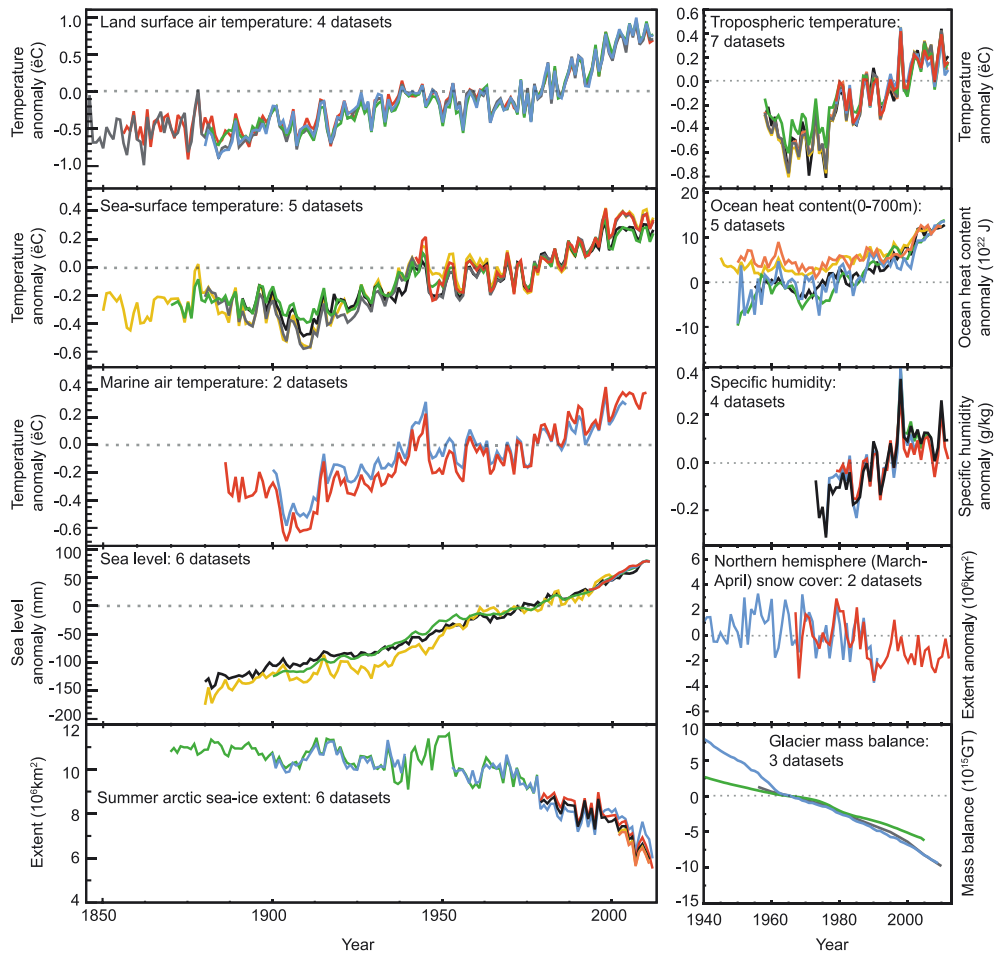 Land surface air temperature: 4 datasets
1.0
0.5
0.0
-0.5
-1.0
Temperature
anomaly (ëC)
Sea-surface temperature: 5 datasets
0.4
0.2
0.0
-0.2
-0.4
-0.6
Temperature
anomaly (ëC)
Marine air temperature: 2 datasets
0.4
0.2
0.0
-0.2
-0.4
-0.6
Temperature
anomaly (ëC)
Sea level: 6 datasets
100
50
0
-50
-100
-150
-200
Sea level
anomaly (mm)
Summer arctic sea-ice extent: 6 datasets
12
10
8
6
4
Extent (10⁶km²)
1850
1900
1950
2000
Year
Tropospheric temperature:
7 datasets
0.6
0.4
0.2
0.0
-0.2
-0.4
-0.6
-0.8
Temperature
anomaly (ëC)
Ocean heat content(0-700m):
5 datasets
20
10
0
-10
Ocean heat content (10²² J)
Specific humidity:
4 datasets
0.4
0.2
0.0
-0.2
Specific humidity
anomaly (g/kg)
Northern hemisphere (March-
April) snow cover: 2 datasets
6
4
2
0
-2
-4
-6
Extent anomaly (10⁶km²)
Glacier mass balance:
3 datasets
10
5
0
-5
-10
-15
Mass balance (10¹⁵GT)
1940
1960
1980
2000
Year